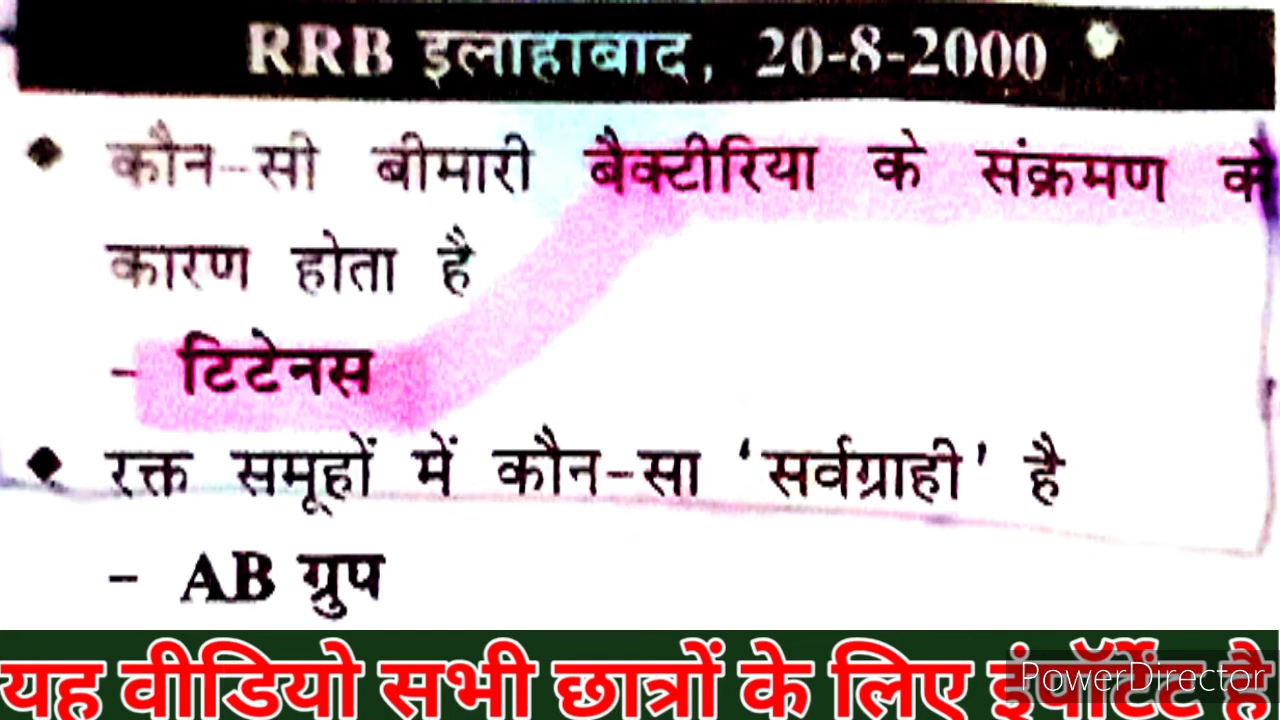 RRB इलाहाबाद, 20-8-2000
◆ कौन-सी बीमारी बैक्टीरिया के संक्रमण के
कारण होता है
- टिटेनस
◆ रक्त समूहों में कौन-सा 'सर्वग्राही' है
- AB ग्रुप
यह वीडियो सभी छात्रों के लिए इंपॉर्टेंट है
PowerDirector